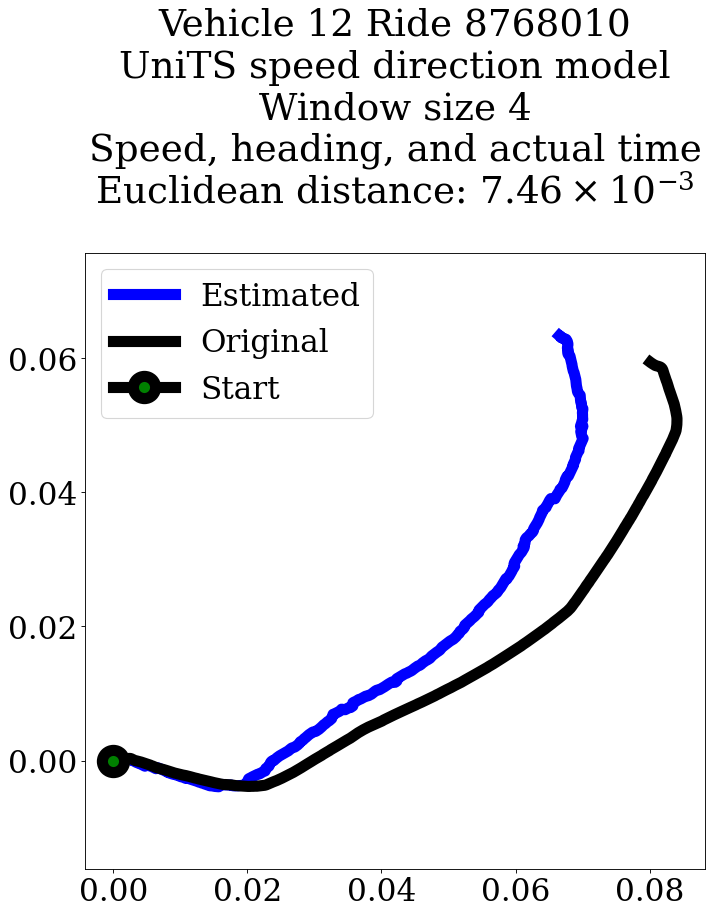 Vehicle 12 Ride 8768010
UniTS speed direction model
Window size 4
Speed, heading, and actual time
Euclidean distance: 7.46 × 10⁻³
Estimated
Original
Start
0.06
0.04
0.02
0.00
0.00 0.02 0.04 0.06 0.08